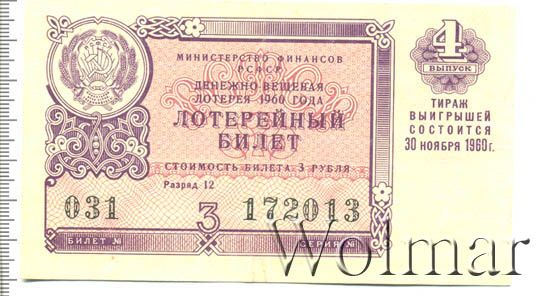 МИНИСТЕРСТВО ФИНАНСОВ
РСФСР
ДЕНЕЖНО-ВЕЩЕВАЯ
ЛОТЕРЕЯ 1960 ГОДА
ЛОТЕРЕЙНЫЙ
БИЛЕТ
СТОИМОСТЬ БИЛЕТА 3 РУБЛЯ
Разряд 12
031 3 172013
БИЛЕТ № СЕРИЯ №
4
ВЫПУСК
ТИРАЖ
ВЫИГРЫШЕЙ
СОСТОИТСЯ
30 НОЯБРЯ 1960 г.
Wolmar